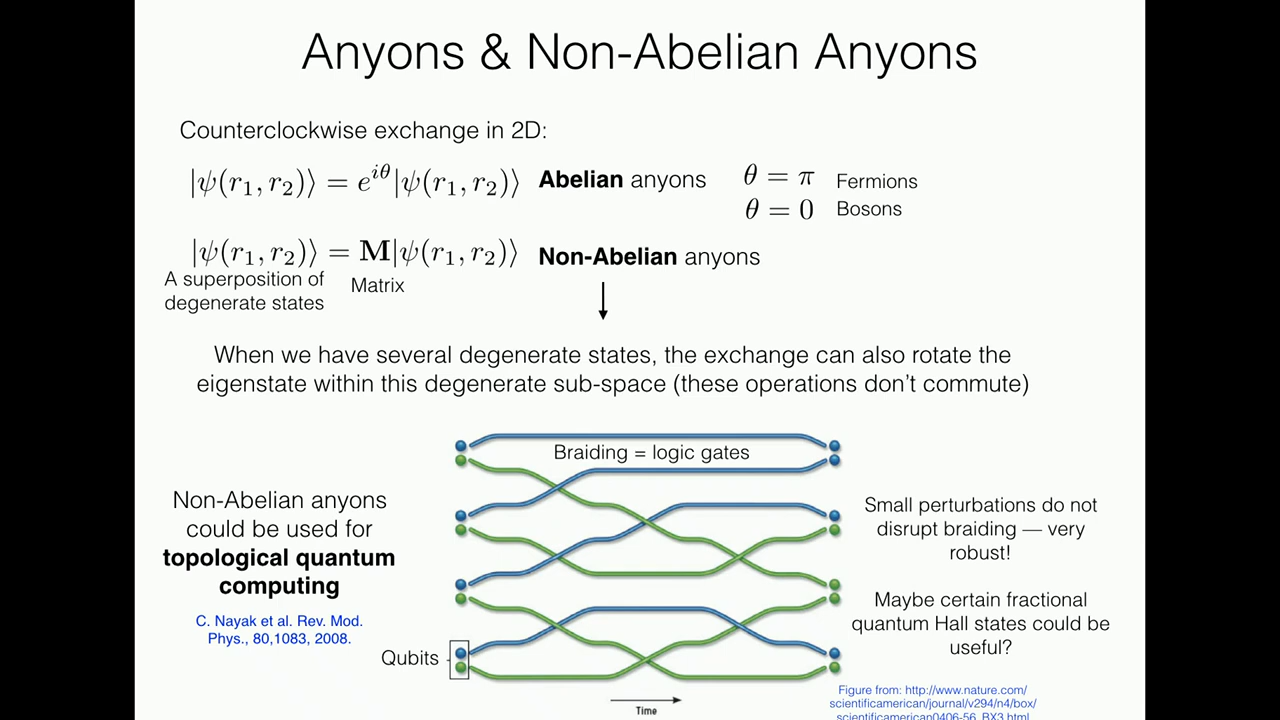 Anyons & Non-Abelian Anyons
Counterclockwise exchange in 2D:
|ψ(r₁, r₂)⟩ = e^{iθ}|ψ(r₁, r₂)⟩ Abelian anyons θ = π Fermions
θ = 0 Bosons
|ψ(r₁, r₂)⟩ = M|ψ(r₁, r₂)⟩ Non-Abelian anyons
A superposition of
degenerate states
Matrix
When we have several degenerate states, the exchange can also rotate the
eigenstate within this degenerate sub-space (these operations don't commute)
Braiding = logic gates
Non-Abelian anyons
could be used for
topological quantum
computing
C. Nayak et al. Rev. Mod.
Phys., 80,1083, 2008.
Qubits
Time
Small perturbations do not
disrupt braiding — very
robust!
Maybe certain fractional
quantum Hall states could be
useful?
Figure from: http://www.nature.com/
scientificamerican/journal/v294/n4/box/
scientificamerican0406-56_BX3.html